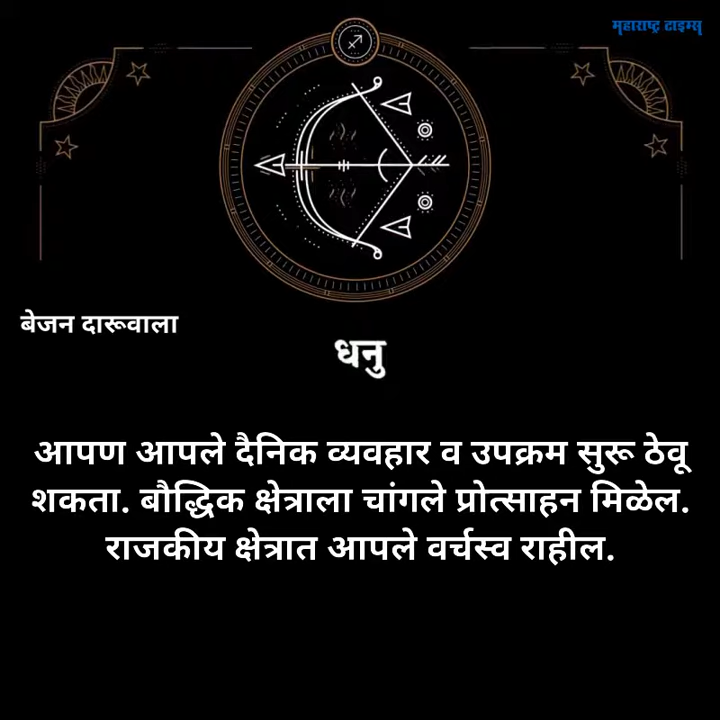 महाराष्ट्र टाइम्स्
बेजन दारूवाला
धनु
आपण आपले दैनिक व्यवहार व उपक्रम सुरू ठेवू
शकता. बौद्धिक क्षेत्राला चांगले प्रोत्साहन मिळेल.
राजकीय क्षेत्रात आपले वर्चस्व राहील.